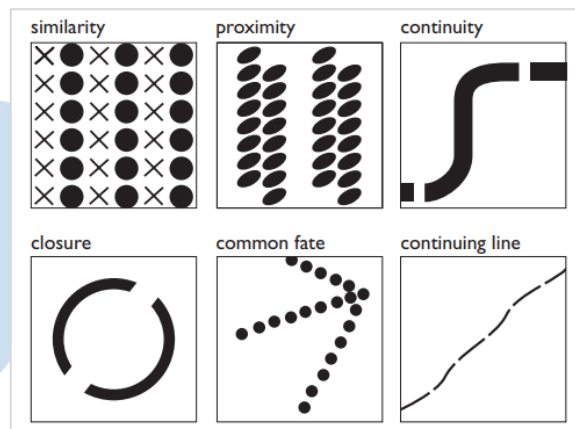 similarity
proximity
continuity
closure
common fate
continuing line